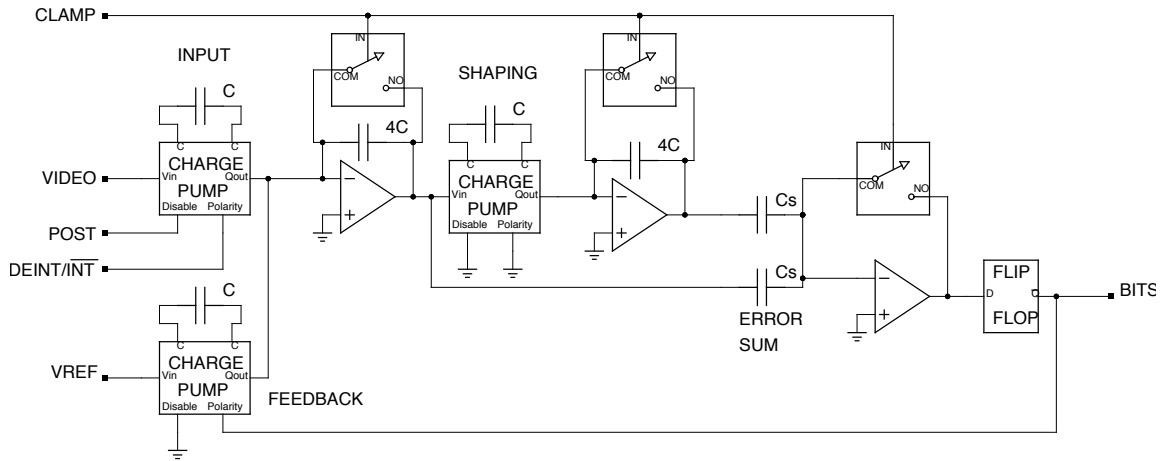 CLAMP
IN
IN
INPUT
SHAPING
COM
NO
COM
NO
C
C
4C
4C
IN
C C
CHARGE
PUMP
Vin
Qout
Disable Polarity
C C
CHARGE
PUMP
Vin
Qout
Disable Polarity
COM
NO
VIDEO
POST
DEINT/INT
−
+
−
+
Cs
Cs
C
ERROR
SUM
−
+
FLIP
FLOP
D
Q
BITS
C C
CHARGE
PUMP
Vin
Qout
Disable Polarity
VREF
FEEDBACK